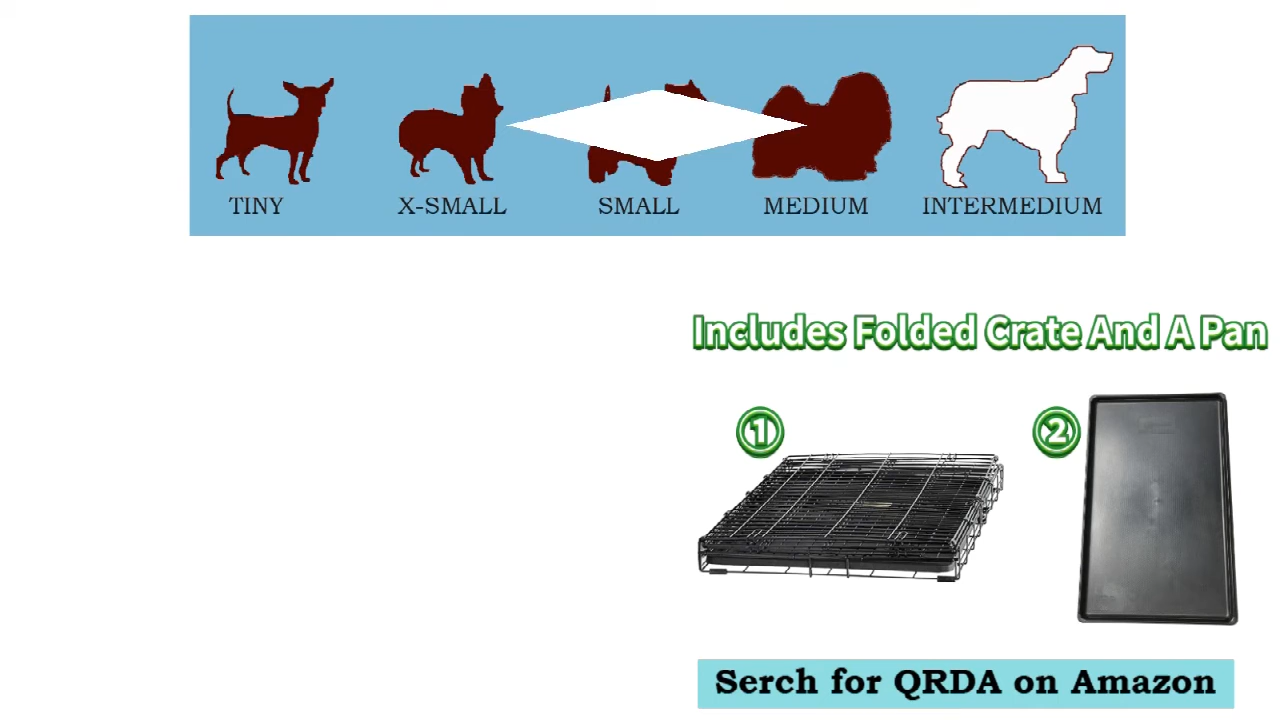 TINY X-SMALL SMALL MEDIUM INTERMEDIUM
Includes Folded Crate And A Pan
1 2
Serch for QRDA on Amazon